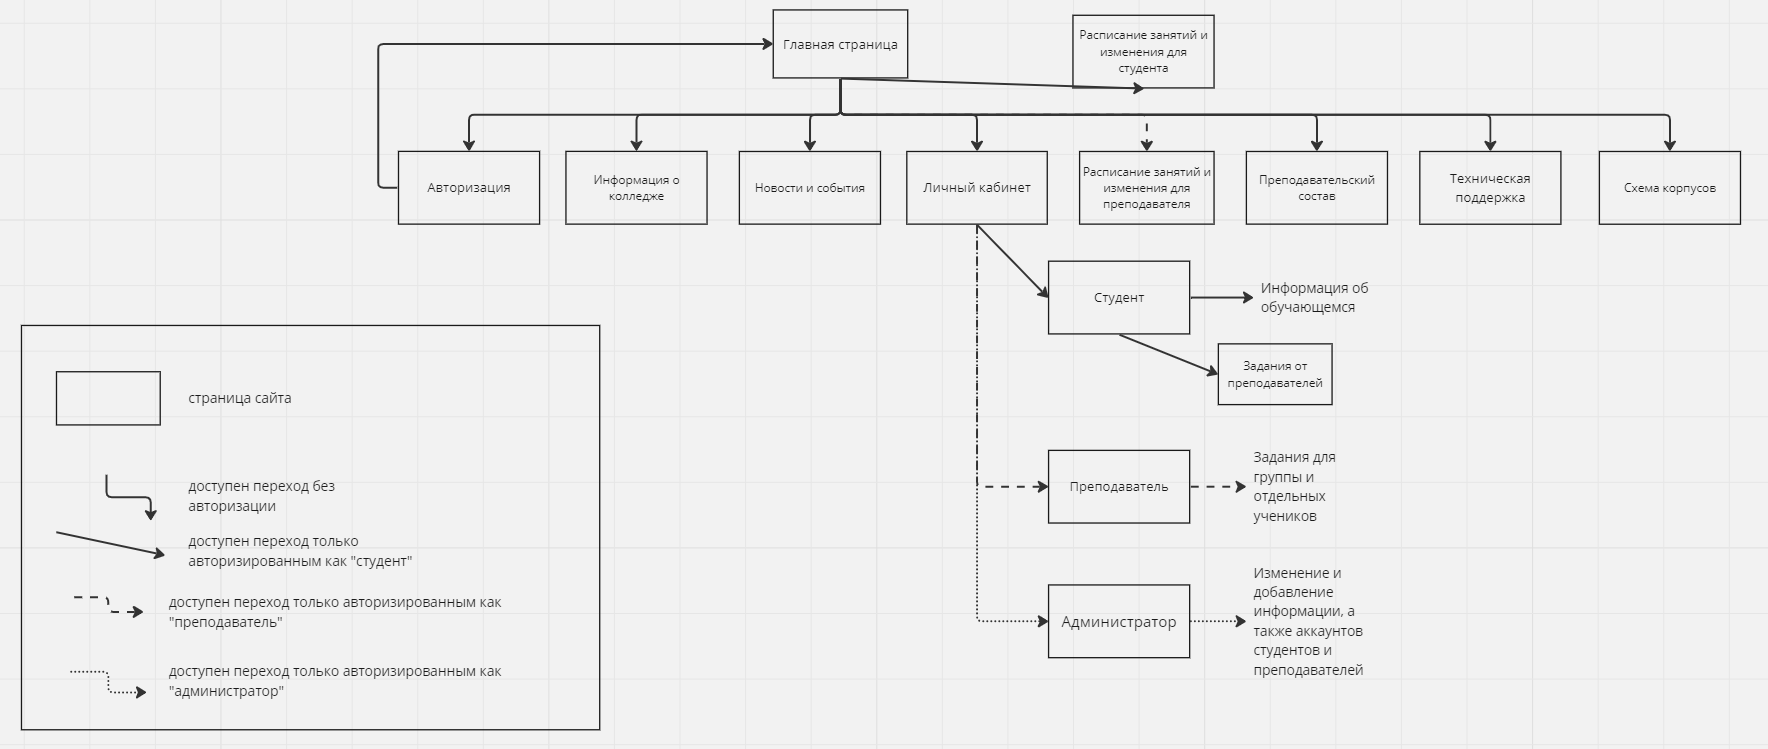 Главная страница
Расписание занятий и
изменения для
студента
Авторизация
Информация о
колледже
Новости и события
Личный кабинет
Расписание занятий и
изменения для
преподавателя
Преподавательский
состав
Техническая
поддержка
Схема корпусов
Студент
Информация об
обучающемся
Задания от
преподавателей
Преподаватель
Задания для
группы и
отдельных
учеников
Администратор
Изменение и
добавление
информации, а
также аккаунтов
студентов и
преподавателей
страница сайта
доступен переход без
авторизации
доступен переход только
авторизированным как "студент"
доступен переход только авторизированным как
"преподаватель"
доступен переход только авторизированным как
"администратор"